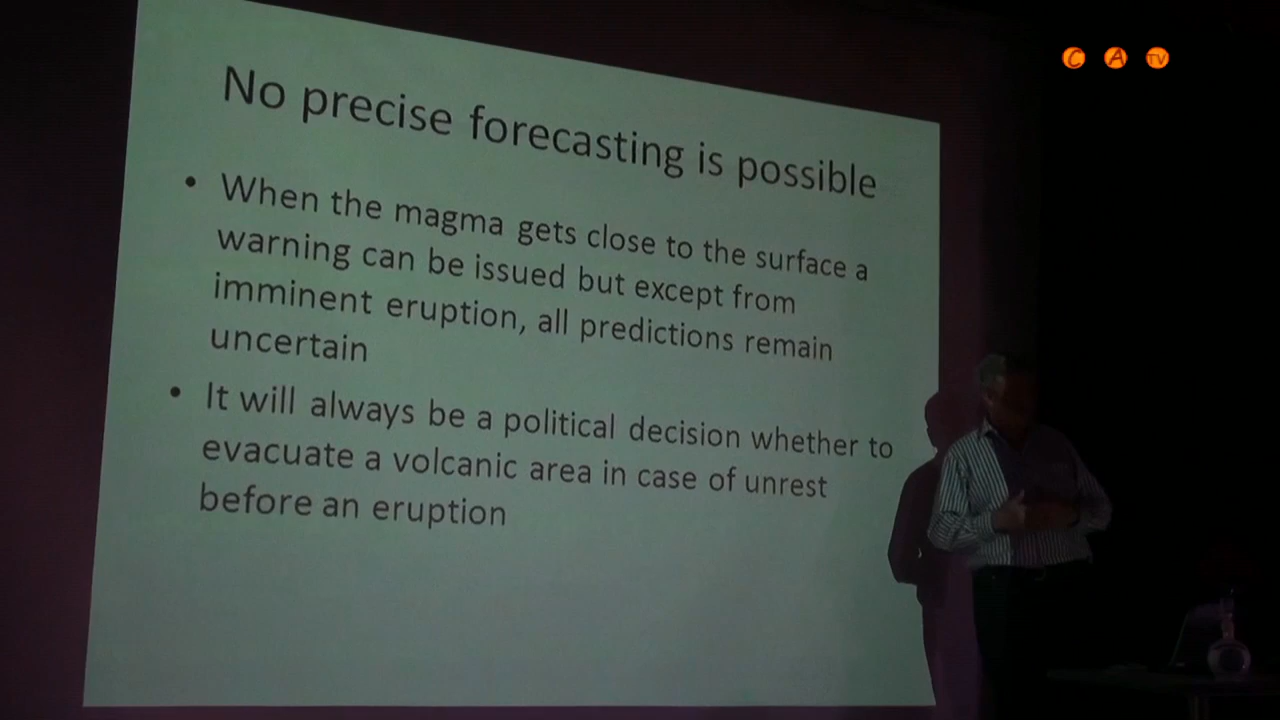 C A TV
No precise forecasting is possible
• When the magma gets close to the surface a
warning can be issued but except from
imminent eruption, all predictions remain
uncertain
• It will always be a political decision whether to
evacuate a volcanic area in case of unrest
before an eruption